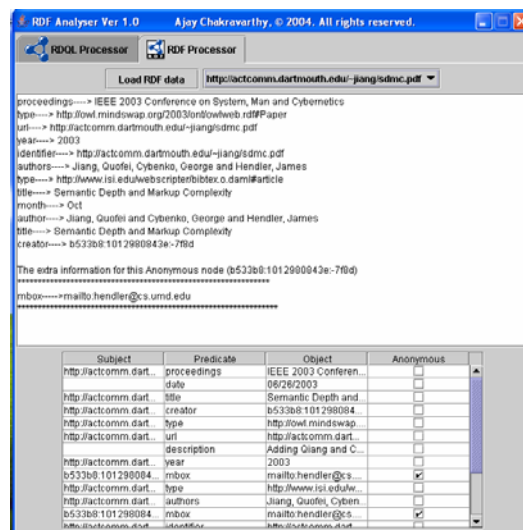 RDF Analyser Ver 1.0 Ajay Chakravarthy, © 2004. All rights reserved.
RDQL Processor RDF Processor
Load RDF data http://actcomm.dartmouth.edu/~jiang/sdmc.pdf
proceedings----> IEEE 2003 Conference on System, Man and Cybernetics
type----> http://owl.mindswap.org/2003/ont/owlweb.rdf#Paper
url----> http://actcomm.dartmouth.edu/~jiang/sdmc.pdf
year----> 2003
identifier----> http://actcomm.dartmouth.edu/~jiang/sdmc.pdf
authors----> Jiang, Quofei, Cybenko, George and Hendler, James
type----> http://www.isi.edu/webscripter/bibtex.o.daml#article
title----> Semantic Depth and Markup Complexity
month----> Oct
author----> Jiang, Quofei and Cybenko, George and Hendler, James
title----> Semantic Depth and Markup Complexity
creator----> b533b8:1012980843e:-7f8d
The extra information for this Anonymous node (b533b8:1012980843e:-7f8d)
mbox----->mailto:hendler@cs.umd.edu
Subject Predicate Object Anonymous
http://actcomm.dart... proceedings IEEE 2003 Conferen...
date 06/26/2003
http://actcomm.dart... title Semantic Depth and...
http://actcomm.dart... creator b533b8:101298084...
http://actcomm.dart... type http://owl.mindswap...
http://actcomm.dart... url http://actcomm.dart...
description Adding Qiang and C...
http://actcomm.dart... year 2003
b533b8:101298084... mbox mailto:hendler@cs....
http://actcomm.dart... type http://www.isi.edu/w...
http://actcomm.dart... authors Jiang, Quofei, Cyben...
b533b8:101298084... mbox mailto:hendler@cs....
http://actcomm.dart... identifier http://actcomm.dart...